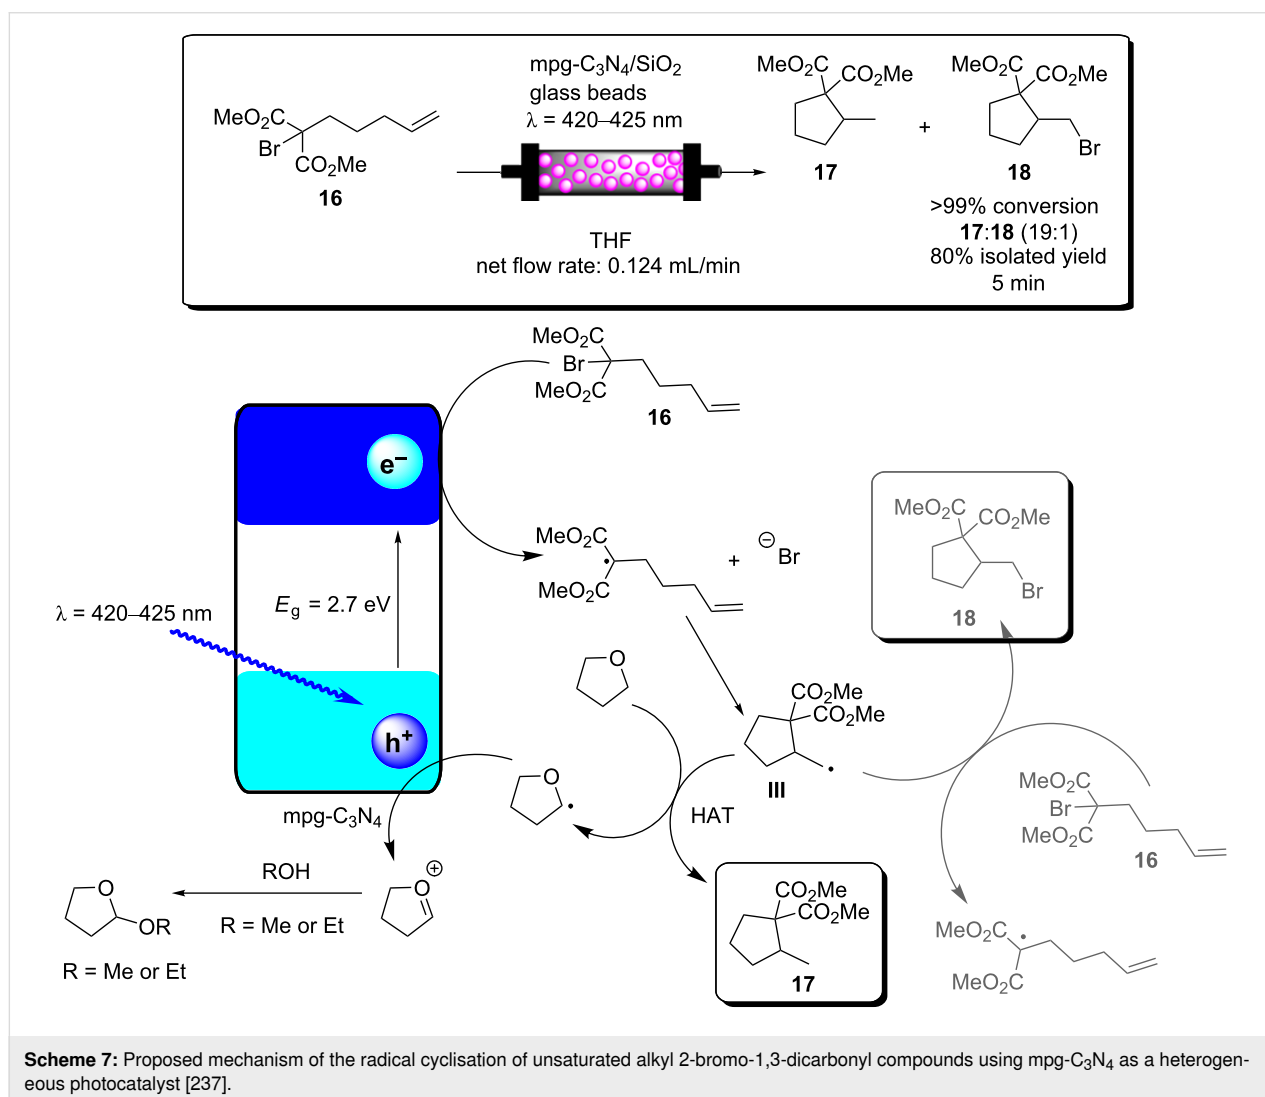 mpg-C3N4/SiO2
glass beads
λ = 420–425 nm
MeO2C
Br
CO2Me
16
THF
net flow rate: 0.124 mL/min
MeO2C
CO2Me
17
+
MeO2C
CO2Me
Br
18
>99% conversion
17:18 (19:1)
80% isolated yield
5 min
MeO2C
Br
MeO2C
16
e–
Eg = 2.7 eV
λ = 420–425 nm
h+
mpg-C3N4
MeO2C
•
MeO2C
+
⊖
Br
MeO2C
CO2Me
Br
18
O
CO2Me
CO2Me
•
III
O
•
HAT
MeO2C
Br
MeO2C
16
ROH
R = Me or Et
O
⊕
O
OR
R = Me or Et
CO2Me
CO2Me
17
MeO2C
•
MeO2C
Scheme 7: Proposed mechanism of the radical cyclisation of unsaturated alkyl 2-bromo-1,3-dicarbonyl compounds using mpg-C3N4 as a heterogen-
eous photocatalyst [237].